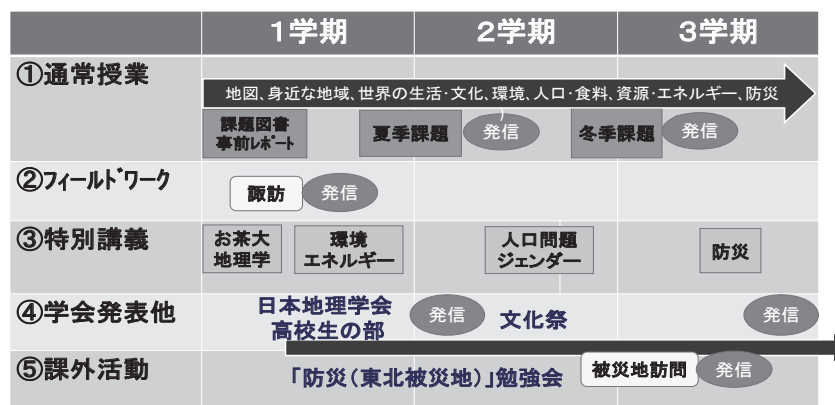 1学期
2学期
3学期
①通常授業
地図、身近な地域、世界の生活・文化、環境、人口・食料、資源・エネルギー、防災
課題図書
事前レポート
夏季課題
発信
冬季課題
発信
②フィールドワーク
諏訪
発信
③特別講義
お茶大
地理学
環境
エネルギー
人口問題
ジェンダー
防災
④学会発表他
日本地理学会
高校生の部
発信
文化祭
発信
⑤課外活動
「防災(東北被災地)」勉強会
被災地訪問
発信